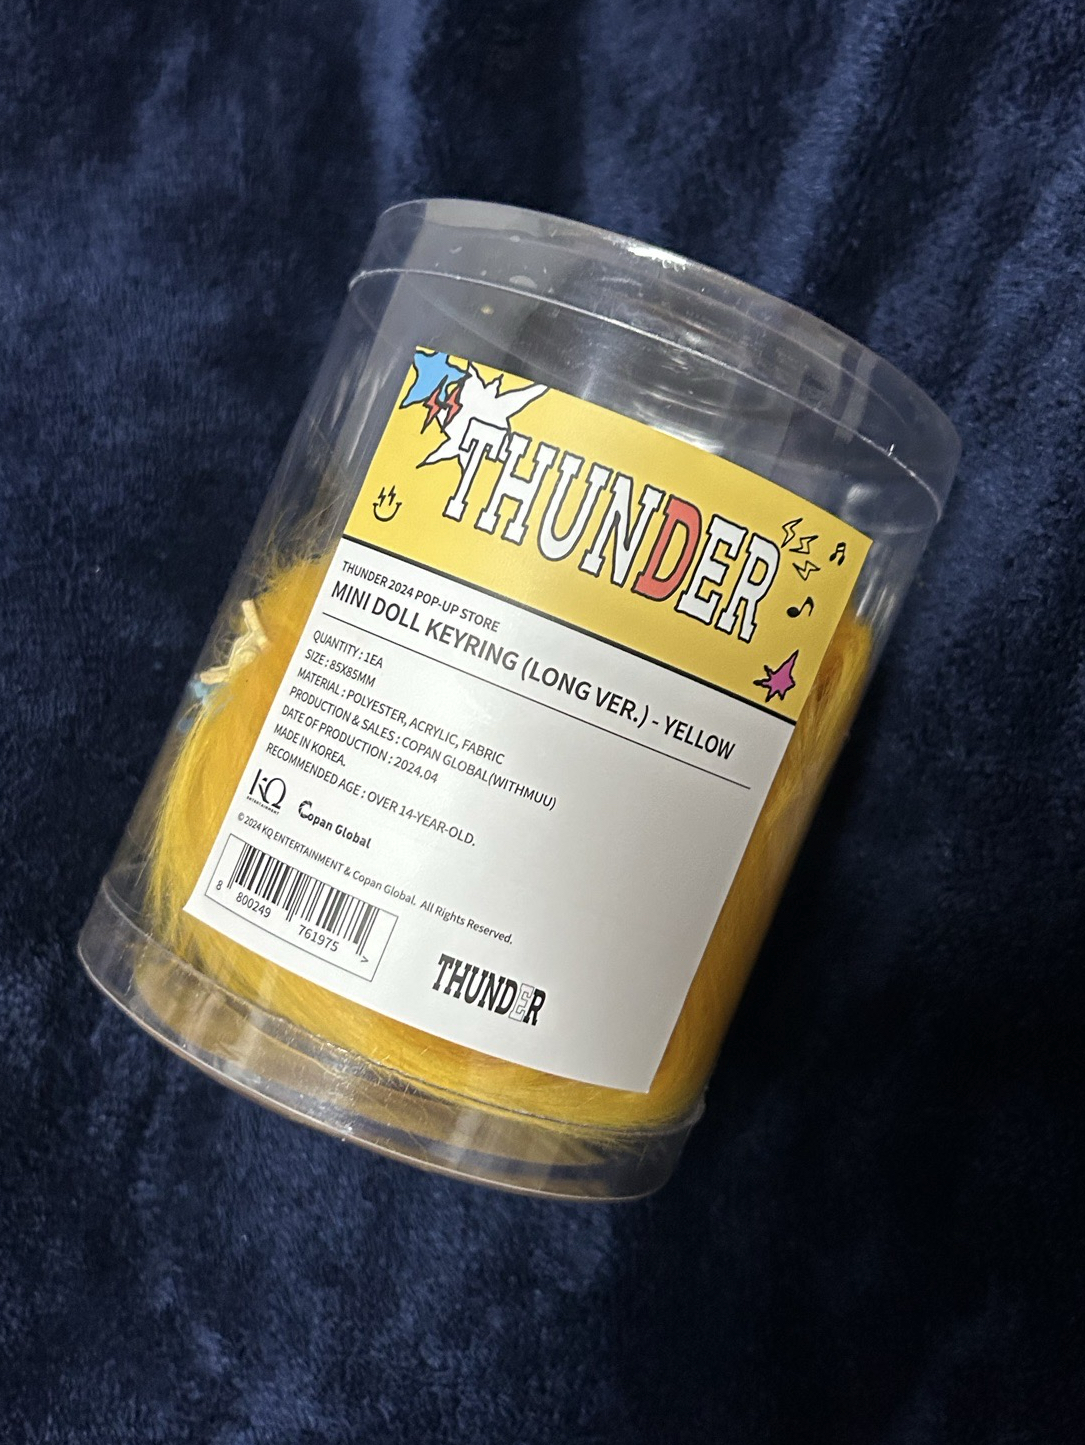 THUNDER
THUNDER 2024 POP-UP STORE
MINI DOLL KEYRING (LONG VER.) - YELLOW
QUANTITY : 1EA
SIZE : 85X85MM
MATERIAL : POLYESTER, ACRYLIC, FABRIC
PRODUCTION & SALES : COPAN GLOBAL(WITHMUU)
DATE OF PRODUCTION : 2024.04
MADE IN KOREA.
RECOMMENDED AGE : OVER 14-YEAR-OLD.
KQ
ENTERTAINMENT
Copan Global
© 2024 KQ ENTERTAINMENT & Copan Global. All Rights Reserved.
8 800249 761975 >
THUNDER